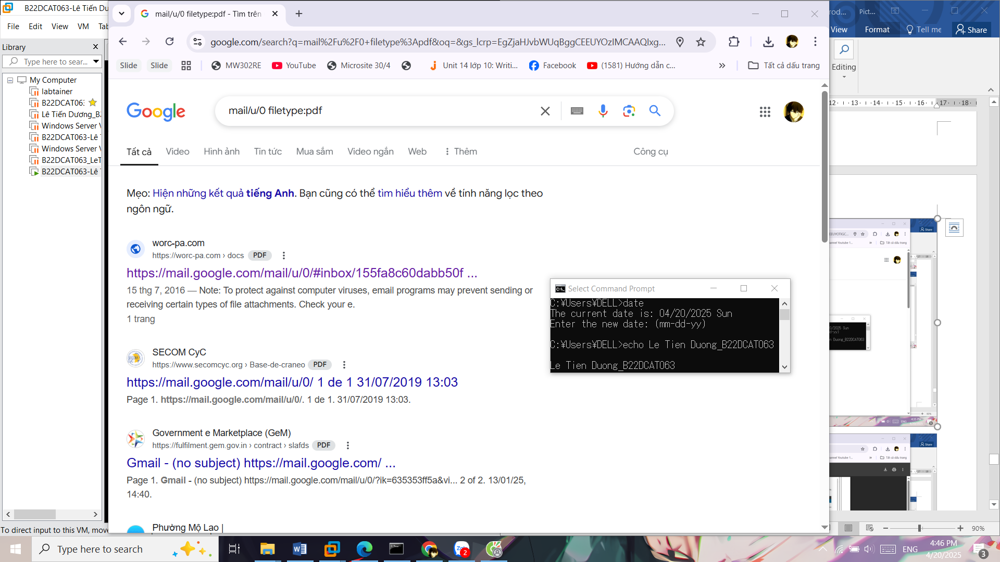 B22DCAT063-Lê Tiến Dư
File Edit View VM Tab
Library
Type here to sear...
My Computer
labtainer
B22DCAT063
Lê Tiến Dương_B2
Windows Server V
B22DCAT063-Lê T
Windows Server V
B22DCAT063_LeT
B22DCAT063-Lê T
To direct input to this VM, move
mail/u/0 filetype:pdf - Tìm trên
google.com/search?q=mail%2Fu%2F0+filetype%3Apdf&oq=&gs_lcrp=EgZjaHJvbWUqBggCEEUYOzIMCAAQIxg...
Slide Slide MW302RE YouTube Microsite 30/4 Unit 14 lớp 10: Writi... Facebook (1581) Hướng dẫn c... » Tất cả dấu trang
Google
mail/u/0 filetype:pdf
Tất cả Video Hình ảnh Tin tức Mua sắm Video ngắn Web Thêm Công cụ
Mẹo: Hiện những kết quả tiếng Anh. Bạn cũng có thể tìm hiểu thêm về tính năng lọc theo
ngôn ngữ.
worc-pa.com
https://worc-pa.com › docs PDF
https://mail.google.com/mail/u/0/#inbox/155fa8c60dabb50f ...
15 thg 7, 2016 — Note: To protect against computer viruses, email programs may prevent sending or
receiving certain types of file attachments. Check your e.
1 trang
SECOM CyC
https://www.secomcyc.org › Base-de-craneo PDF
https://mail.google.com/mail/u/0/ 1 de 1 31/07/2019 13:03
Page 1. https://mail.google.com/mail/u/0/. 1 de 1. 31/07/2019 13:03.
Government e Marketplace (GeM)
https://fulfilment.gem.gov.in › contract › slafds PDF
Gmail - (no subject) https://mail.google.com/ ...
Page 1. Gmail - (no subject) https://mail.google.com/mail/u/0/?ik=635353ff5a&vi... 2 of 2. 13/01/25,
14:40.
Phường Mộ Lao |
Select Command Prompt
C:¥Users¥DELL>date
The current date is: 04/20/2025 Sun
Enter the new date: (mm-dd-yy)
C:¥Users¥DELL>echo Le Tien Duong_B22DCAT063
Le Tien Duong_B22DCAT063
rod... Pict...
View Format Tell me Share
Editing
12 13 14 15 16 17 18
Share
Tất cả dấu trang
Share
Tất cả dấu trang
90%
Type here to search
2
ENG
4:46 PM
4/20/2025
3